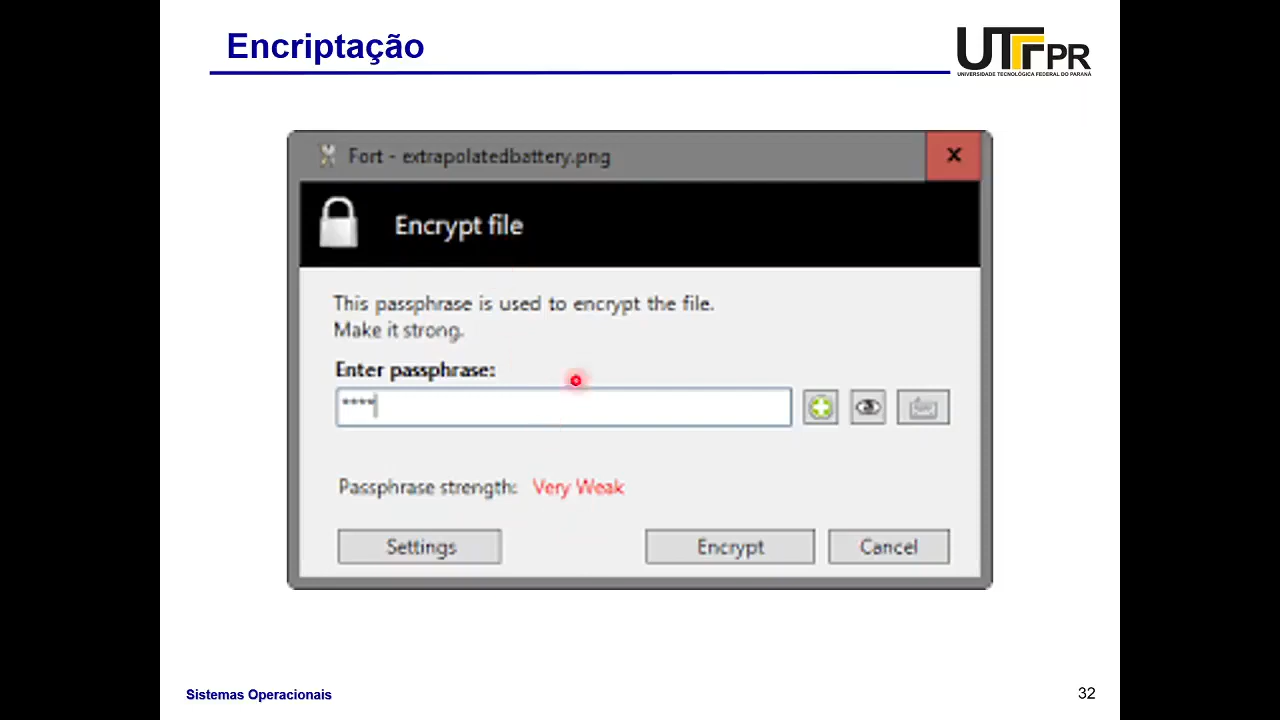 Encriptação
UTFPR
UNIVERSIDADE TECNOLÓGICA FEDERAL DO PARANÁ
Fort - extrapolatedbattery.png
X
Encrypt file
This passphrase is used to encrypt the file.
Make it strong.
Enter passphrase:
****
Passphrase strength: Very Weak
Settings
Encrypt
Cancel
Sistemas Operacionais
32